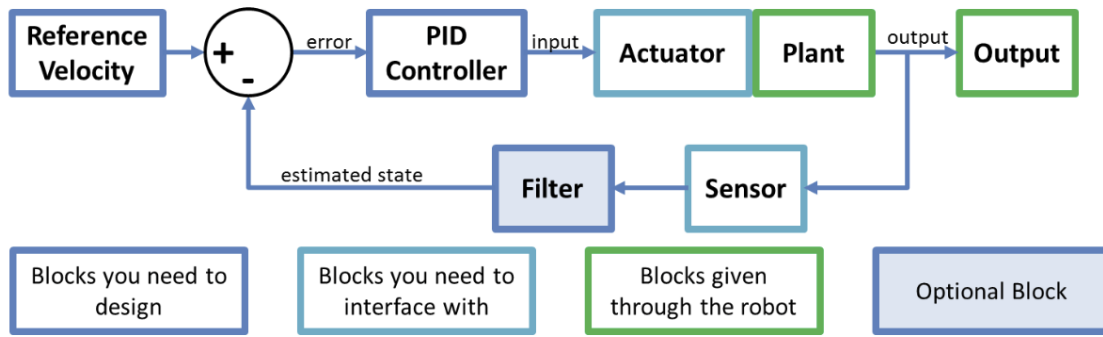 Reference
Velocity
+
-
error
PID
Controller
input
Actuator
Plant
output
Output
estimated state
Filter
Sensor
Blocks you need to
design
Blocks you need to
interface with
Blocks given
through the robot
Optional Block